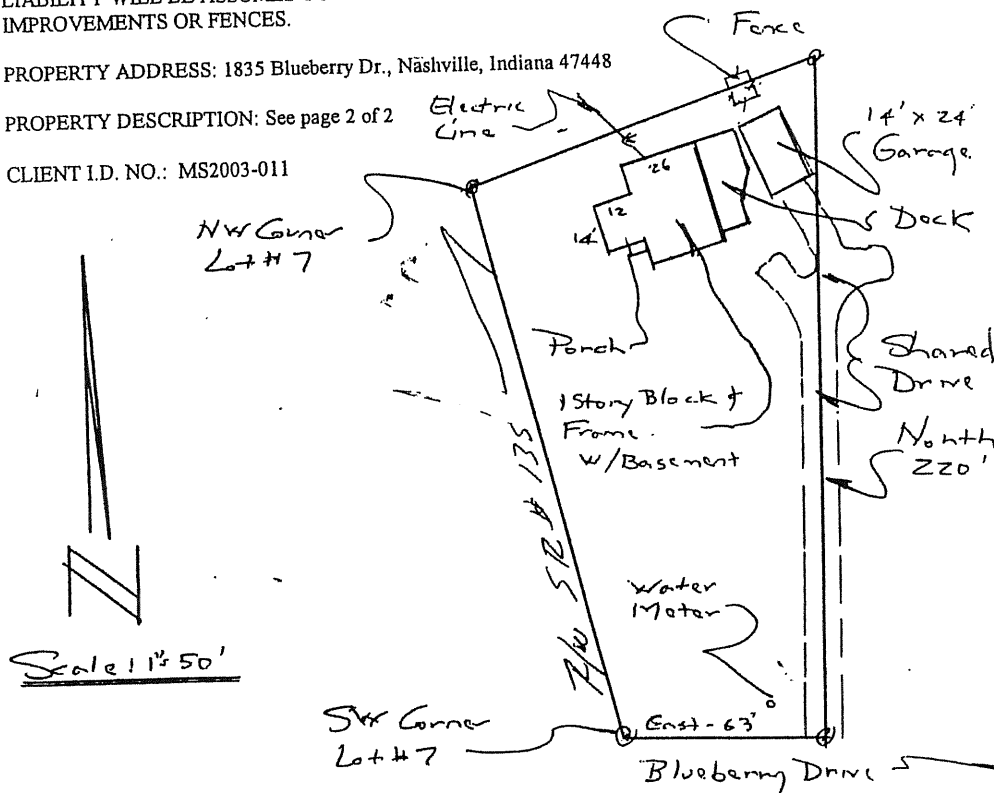 IMPROVEMENTS OR FENCES.
PROPERTY ADDRESS: 1835 Blueberry Dr., Nashville, Indiana 47448
PROPERTY DESCRIPTION: See page 2 of 2
CLIENT I.D. NO.: MS2003-011
Fence
Electric
Line
14' x 24'
Garage
Deck
26
12
14'
NW Corner
Lot # 7
Porch
1 Story Block &
Frame.
w/Basement
Shared
Drive
North
220'
R/W SR # 135
Water
Meter
N
Scale: 1"= 50'
SW Corner
Lot # 7
East - 63'
Blueberry Drive